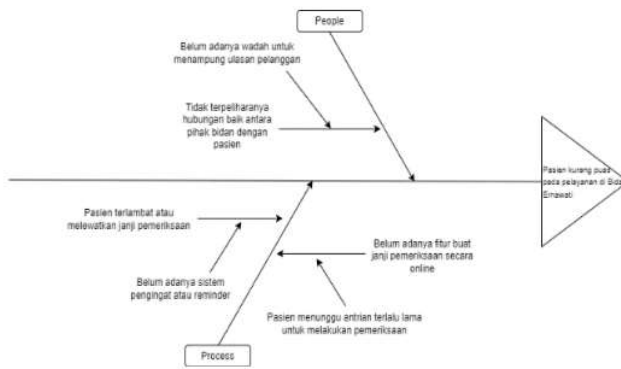 People
Belum adanya wadah untuk
menampung ulasan pelanggan
Tidak terpeliharanya
hubungan baik antara
pihak bidan dengan
pasien
Pasien kurang puas
pada pelayanan di Bida
Ernawati
Pasien terlambat atau
melewatkan janji pemeriksaan
Belum adanya fitur buat
janji pemeriksaan secara
online
Belum adanya sistem
pengingat atau reminder
Pasien menunggu antrian terlalu lama
untuk melakukan pemeriksaan
Process